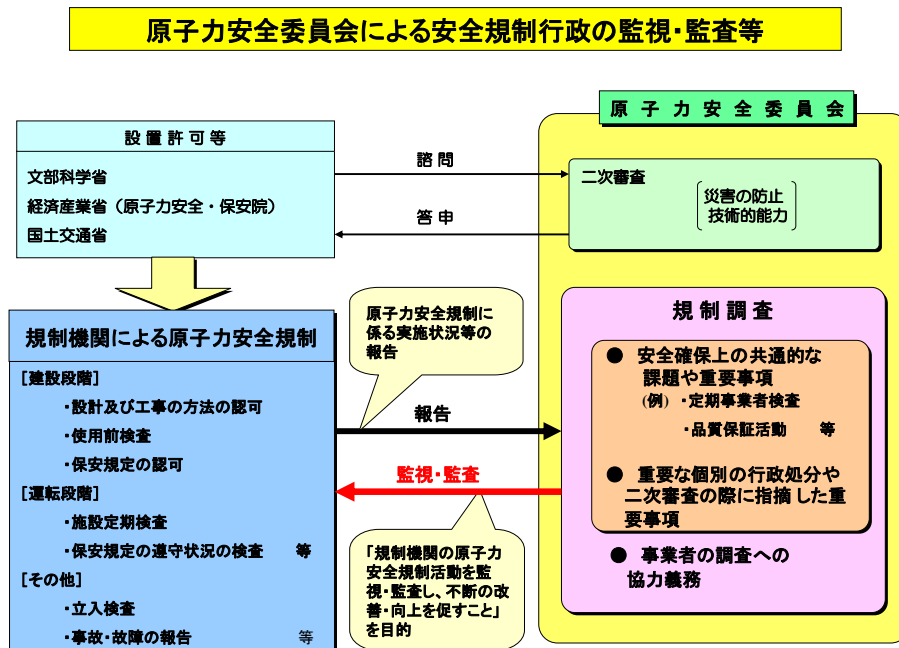 原子力安全委員会による安全規制行政の監視・監査等
原子力安全委員会
設置許可等
文部科学省
経済産業省（原子力安全・保安院）
国土交通省
諮問
答申
二次審査
災害の防止
技術的能力
規制機関による原子力安全規制
[建設段階]
・設計及び工事の方法の認可
・使用前検査
・保安規定の認可
[運転段階]
・施設定期検査
・保安規定の遵守状況の検査　等
[その他]
・立入検査
・事故・故障の報告　等
原子力安全規制に
係る実施状況等の
報告
報告
監視・監査
「規制機関の原子力
安全規制活動を監
視・監査し、不断の改
善・向上を促すこと」
を目的
規制調査
● 安全確保上の共通的な
課題や重要事項
(例) ・定期事業者検査
・品質保証活動　等
● 重要な個別の行政処分や
二次審査の際に指摘した重
要事項
● 事業者の調査への
協力義務